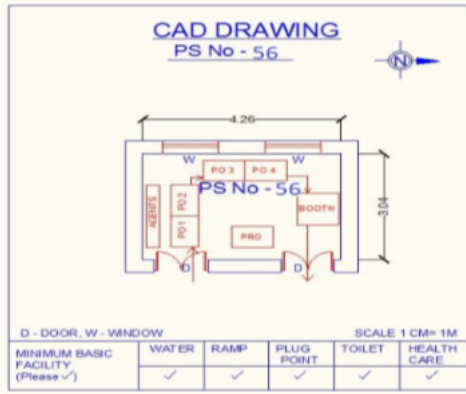 CAD DRAWING
PS No - 56
N
4.26
W W
PO 3 PO 4
PS No - 56
AGENTS
PO 2
PO 1
BOOTH
PRO
3.04
D D
D - DOOR, W - WINDOW SCALE 1 CM= 1M
MINIMUM BASIC FACILITY (Please ✓) WATER RAMP PLUG POINT TOILET HEALTH CARE
✓ ✓ ✓ ✓ ✓